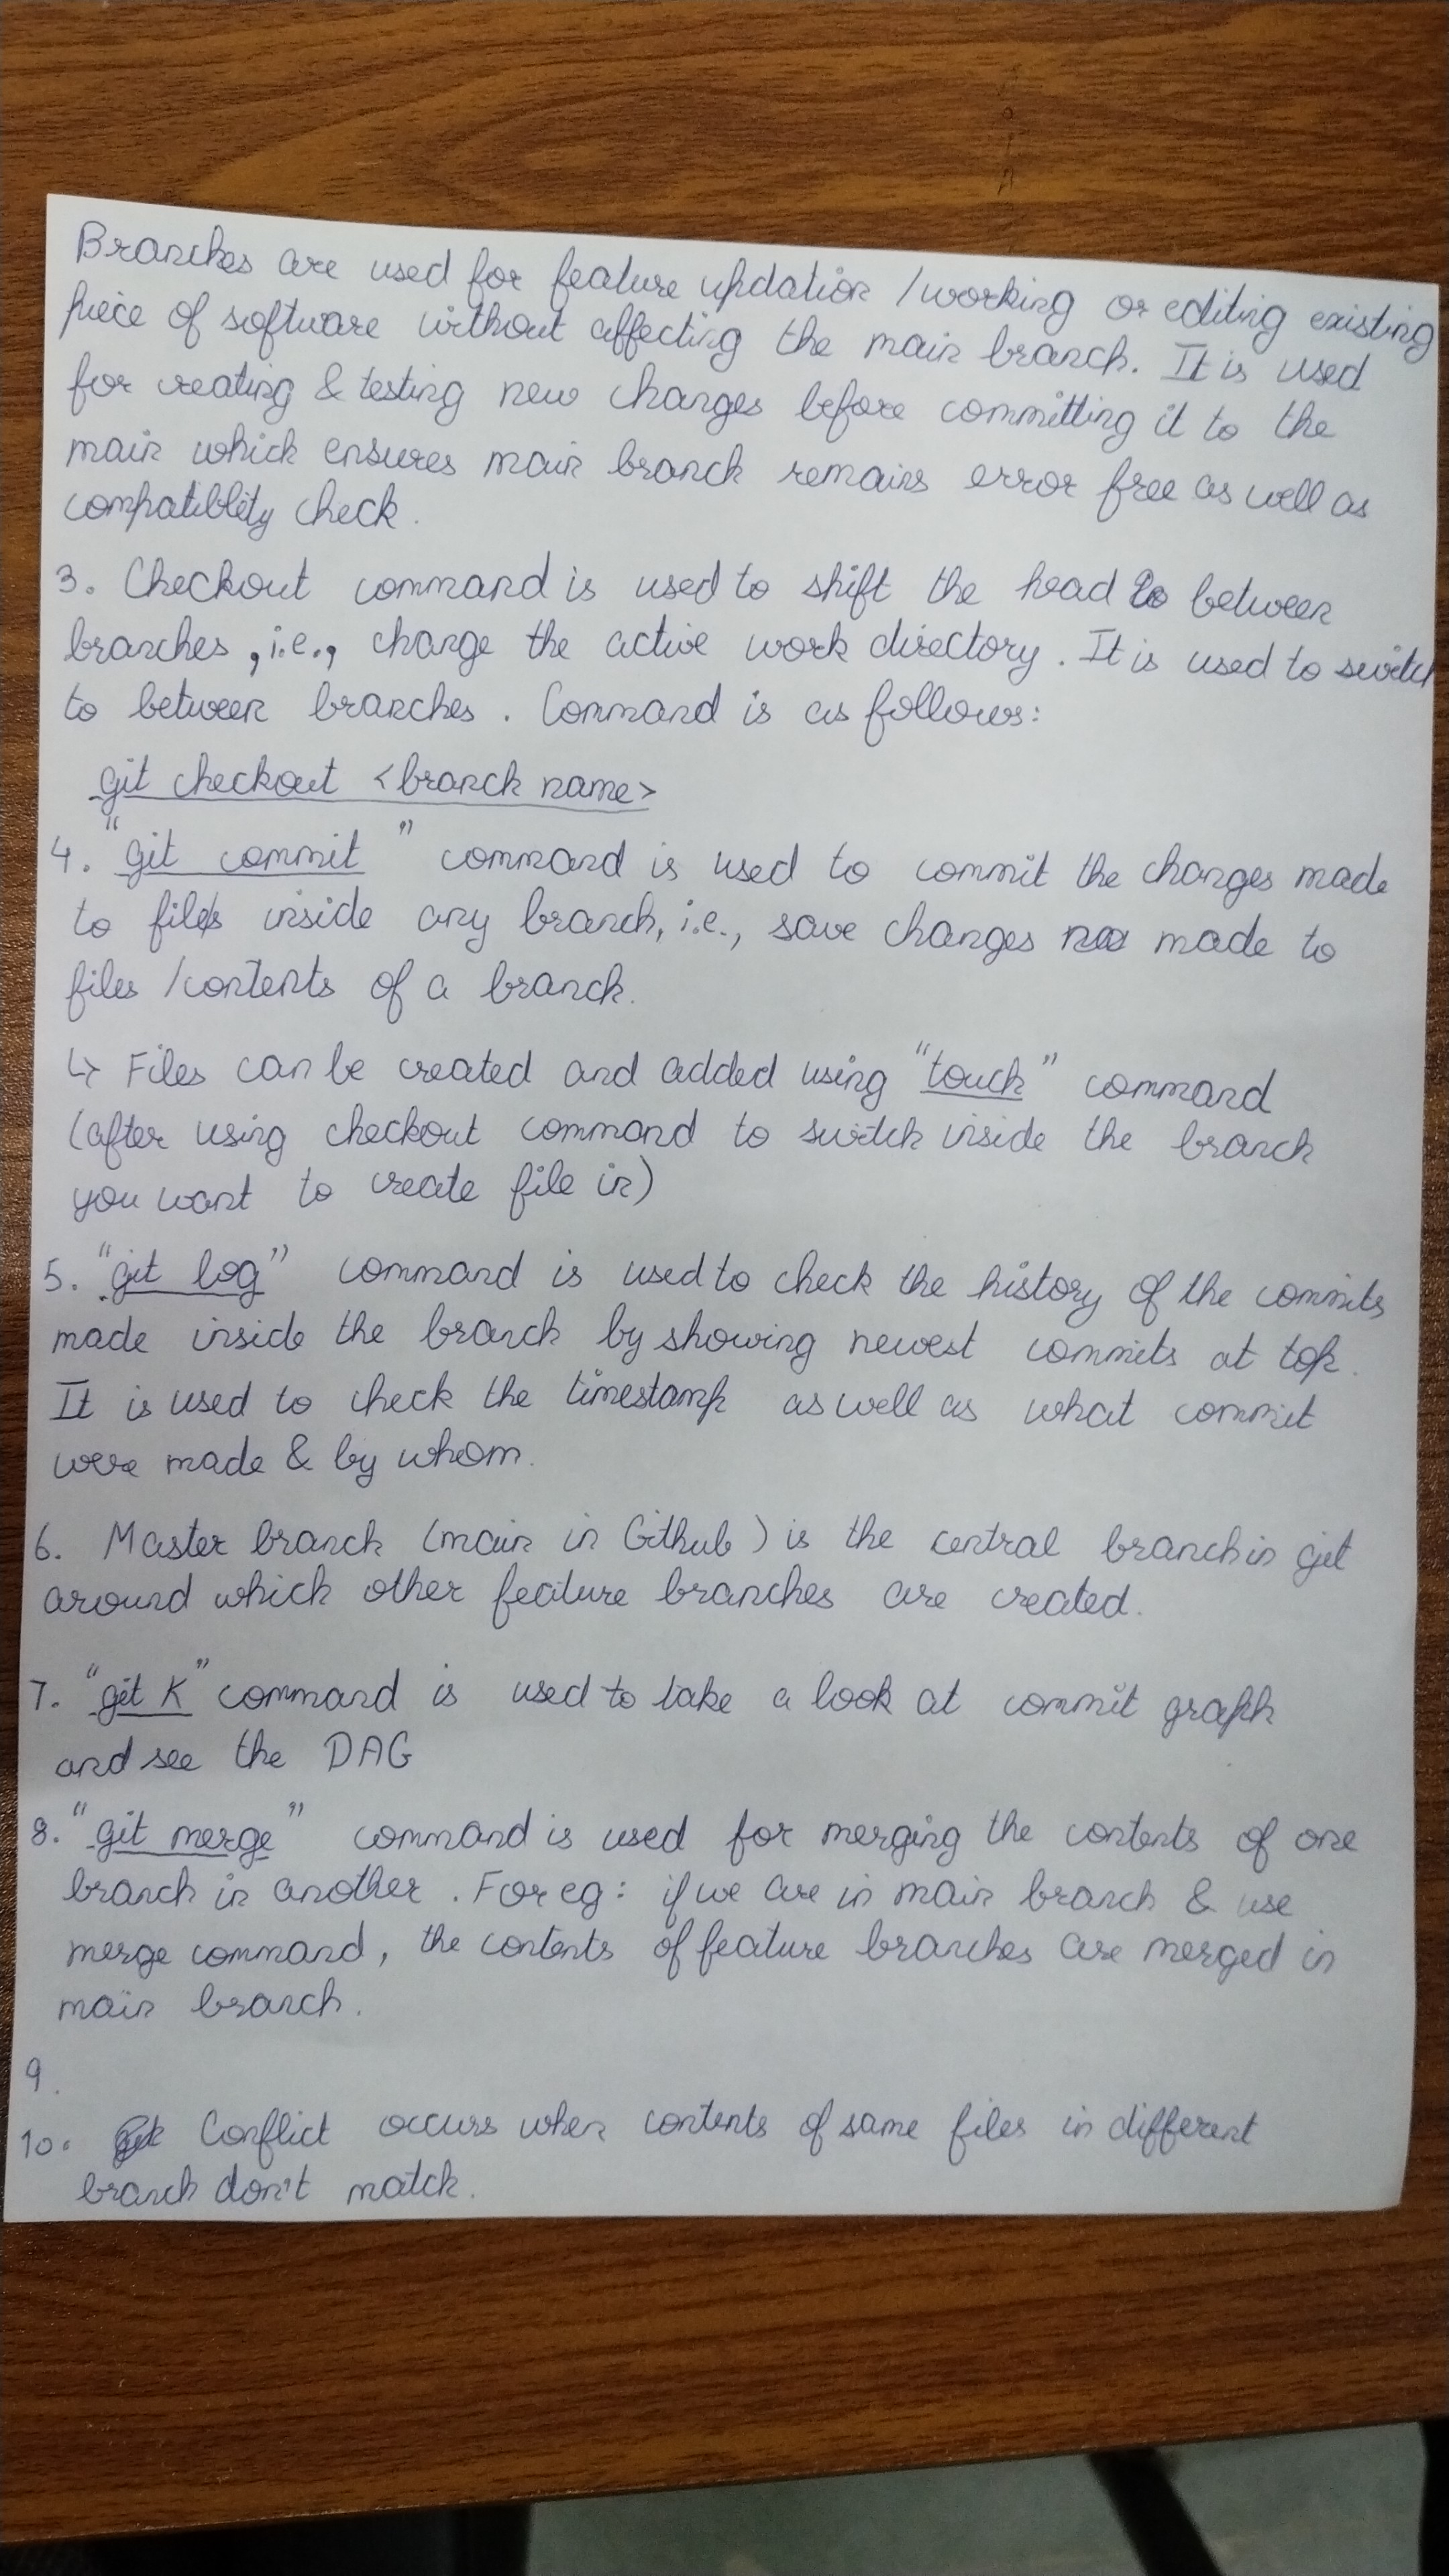 Branches are used for feature updation / working or editing existing
piece of software without affecting the main branch. It is used
for creating & testing new changes before committing it to the
main which ensures main branch remains error free as well as
compatiblity check.
3. Checkout command is used to shift the head to between
branches, i.e., change the active work directory. It is used to switch
to between branches. Command is as follows:
git checkout <branch name>
4. "git commit" command is used to commit the changes made
to files inside any branch, i.e., save changes made to
files / contents of a branch.
↳ Files can be created and added using "touch" command
(after using checkout command to switch inside the branch
you want to create file in)
5. "git log" command is used to check the history of the commits
made inside the branch by showing newest commits at top.
It is used to check the timestamp as well as what commit
were made & by whom.
6. Master branch (main in Github) is the central branch in git
around which other feature branches are created.
7. "git K" command is used to take a look at commit graph
and see the DAG
8. "git merge" command is used for merging the contents of one
branch in another. For eg: if we are in main branch & use
merge command, the contents of feature branches are merged in
main branch.
9.
10. Conflict occurs when contents of same files in different
branch don't match.